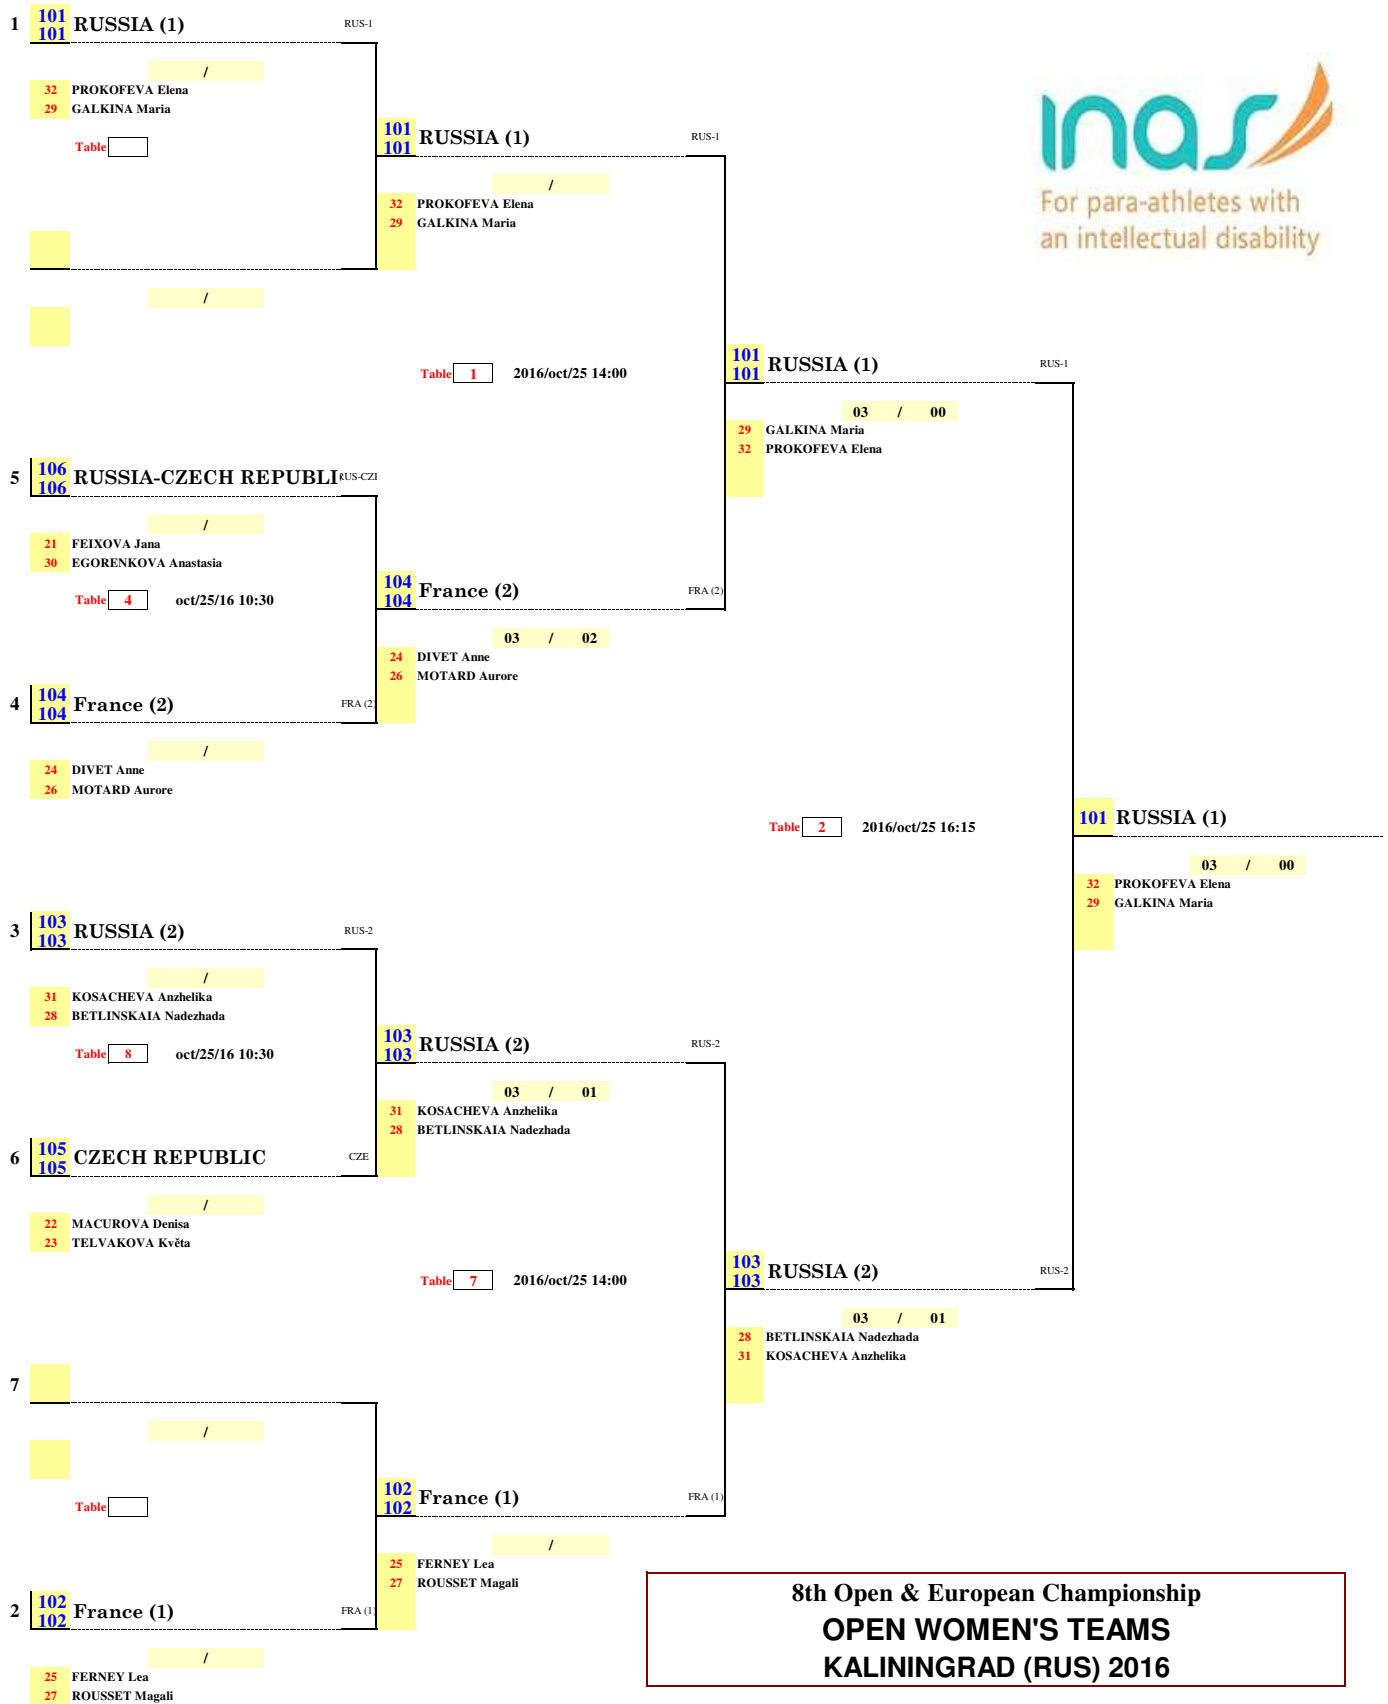 1 101 RUSSIA (1) RUS-1
101
/
32 PROKOFEVA Elena
29 GALKINA Maria
Table
/
5 106 RUSSIA-CZECH REPUBLI RUS-CZE
106
/
21 FEIXOVA Jana
30 EGORENKOVA Anastasia
Table 4 oct/25/16 10:30
4 104 France (2) FRA (2)
104
/
24 DIVET Anne
26 MOTARD Aurore
3 103 RUSSIA (2) RUS-2
103
/
31 KOSACHEVA Anzhelika
28 BETLINSKAIA Nadezhada
Table 8 oct/25/16 10:30
6 105 CZECH REPUBLIC CZE
105
/
22 MACUROVA Denisa
23 TELVAKOVA Květa
7
/
Table
2 102 France (1) FRA (1)
102
/
25 FERNEY Lea
27 ROUSSET Magali
101 RUSSIA (1) RUS-1
101
/
32 PROKOFEVA Elena
29 GALKINA Maria
Table 1 2016/oct/25 14:00
104 France (2) FRA (2)
104
03 / 02
24 DIVET Anne
26 MOTARD Aurore
103 RUSSIA (2) RUS-2
103
03 / 01
31 KOSACHEVA Anzhelika
28 BETLINSKAIA Nadezhada
Table 7 2016/oct/25 14:00
102 France (1) FRA (1)
102
/
25 FERNEY Lea
27 ROUSSET Magali
101 RUSSIA (1) RUS-1
101
03 / 00
29 GALKINA Maria
32 PROKOFEVA Elena
Table 2 2016/oct/25 16:15
103 RUSSIA (2) RUS-2
103
03 / 01
28 BETLINSKAIA Nadezhada
31 KOSACHEVA Anzhelika
101 RUSSIA (1)
03 / 00
32 PROKOFEVA Elena
29 GALKINA Maria
inas
For para-athletes with
an intellectual disability
8th Open & European Championship
OPEN WOMEN'S TEAMS
KALININGRAD (RUS) 2016